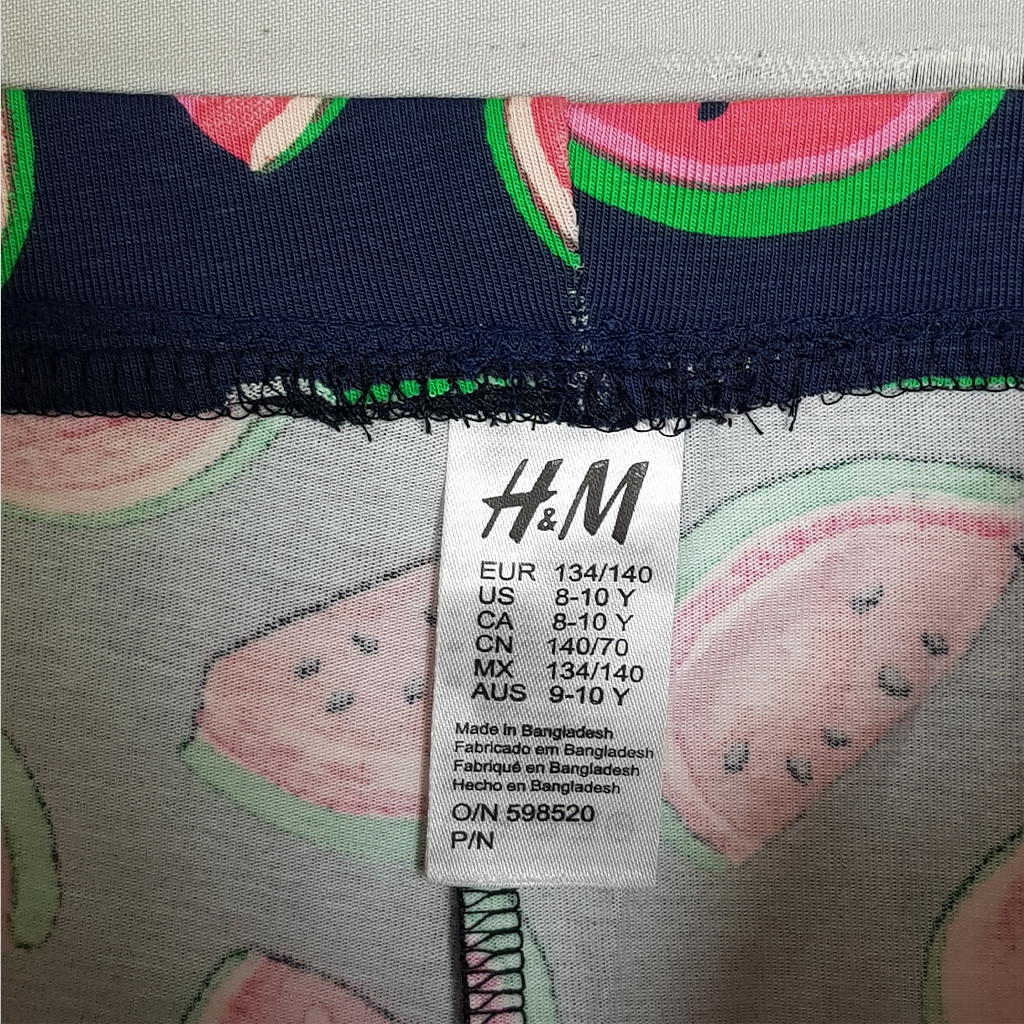 H&M
EUR 134/140
US 8-10 Y
CA 8-10 Y
CN 140/70
MX 134/140
AUS 9-10 Y
Made in Bangladesh
Fabricado em Bangladesh
Fabriqué en Bangladesh
Hecho en Bangladesh
O/N 598520
P/N